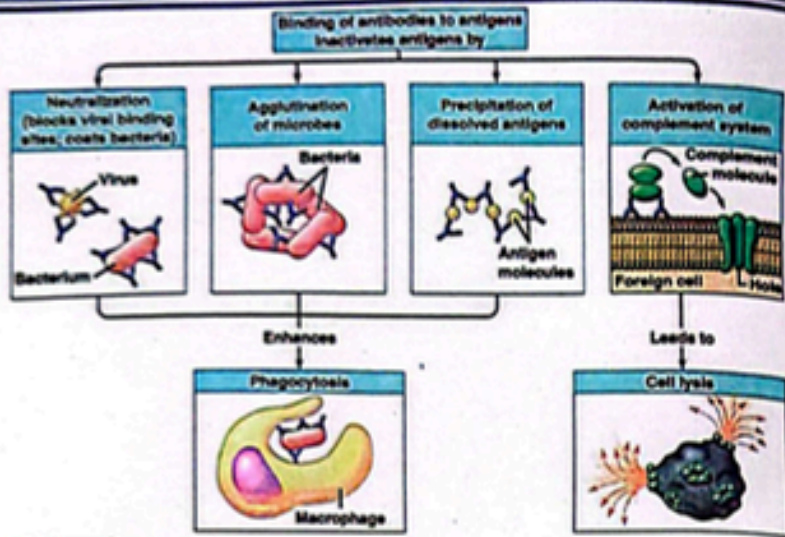 Binding of antibodies to antigens
inactivates antigens by
Neutralization
(blocks viral binding
sites; coats bacteria)
Virus
Bacterium
Agglutination
of microbes
Bacteria
Precipitation of
dissolved antigens
Antigen
molecules
Activation of
complement system
Complement
molecule
Foreign cell
Hole
Enhances
Leads to
Phagocytosis
Macrophage
Cell lysis